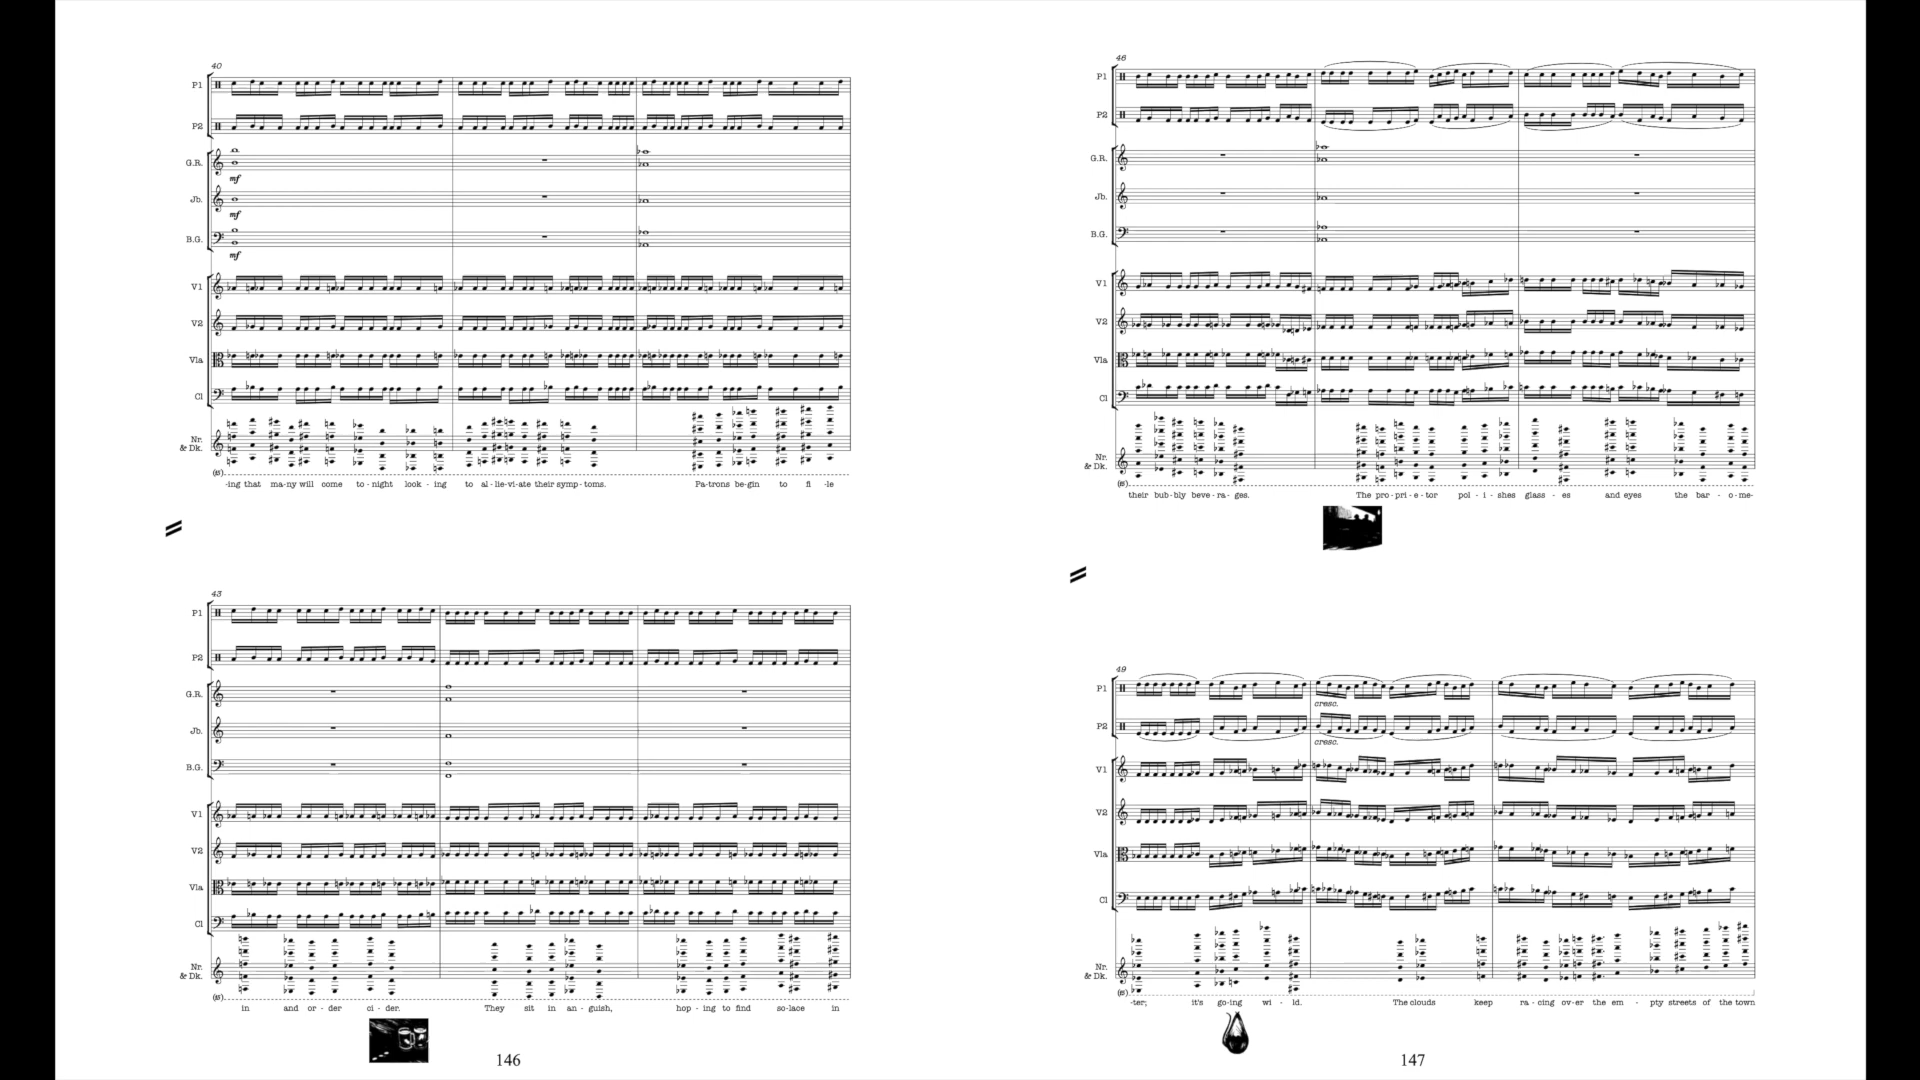 40
P1
P2
G.R.
mf
Jb.
mf
B.G.
mf
V1
V2
Vla
Cl
Nr.
& Dk.
(15)
-ing that ma-ny will come to-night look - ing to al-le-vi-ate their symp-toms. Pa-trons be-gin to fi -le
43
P1
P2
G.R.
Jb.
B.G.
V1
V2
Vla
Cl
Nr.
& Dk.
in and or - der ci - der. They sit in an-guish, hop - ing to find so-lace in
146
46
P1
P2
G.R.
Jb.
B.G.
V1
V2
Vla
Cl
Nr.
& Dk.
their bub-bly beve-ra-ges. The pro-pri-e-tor pol-i-shes glass - es and eyes the bar-o-me-
49
P1
cresc.
P2
cresc.
V1
V2
Vla
Cl
Nr.
& Dk.
-ter; it's go-ing wi - ld. The clouds keep ra-cing ov-er the em - pty streets of the town
147